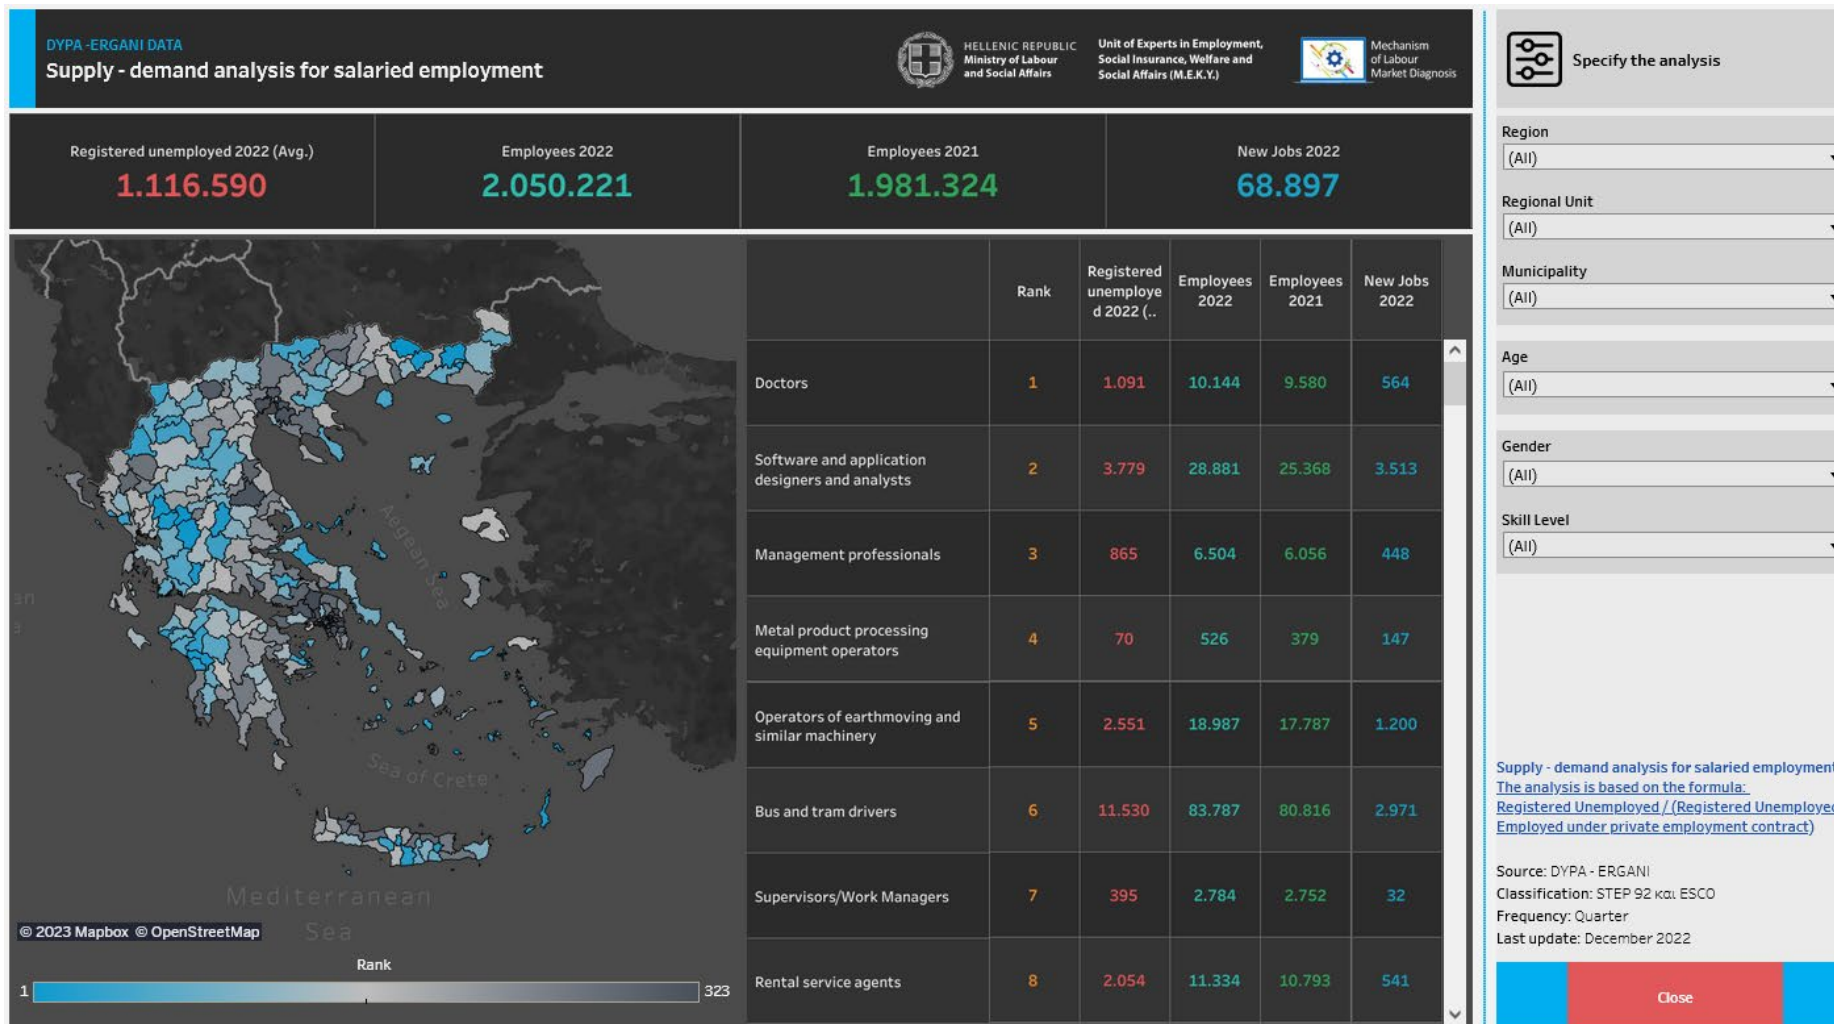 DYPA -ERGANI DATA
Supply - demand analysis for salaried employment
HELLENIC REPUBLIC
Ministry of Labour
and Social Affairs
Unit of Experts in Employment,
Social Insurance, Welfare and
Social Affairs (M.E.K.Y.)
Mechanism
of Labour
Market Diagnosis
Specify the analysis
Registered unemployed 2022 (Avg.)
1.116.590
Employees 2022
2.050.221
Employees 2021
1.981.324
New Jobs 2022
68.897
Region
(All)
Regional Unit
(All)
Municipality
(All)
Age
(All)
Gender
(All)
Skill Level
(All)
Aegean Sea
Sea of Crete
Mediterranean
Sea
© 2023 Mapbox © OpenStreetMap
Rank
1
323
Rank
Registered
unemploye
d 2022 (..
Employees
2022
Employees
2021
New Jobs
2022
Doctors 1 1.091 10.144 9.580 564
Software and application
designers and analysts
2 3.779 28.881 25.368 3.513
Management professionals 3 865 6.504 6.056 448
Metal product processing
equipment operators
4 70 526 379 147
Operators of earthmoving and
similar machinery
5 2.551 18.987 17.787 1.200
Bus and tram drivers 6 11.530 83.787 80.816 2.971
Supervisors/Work Managers 7 395 2.784 2.752 32
Rental service agents 8 2.054 11.334 10.793 541
Supply - demand analysis for salaried employment
The analysis is based on the formula:
Registered Unemployed / (Registered Unemployed
Employed under private employment contract)
Source: DYPA - ERGANI
Classification: STEP 92 και ESCO
Frequency: Quarter
Last update: December 2022
Close